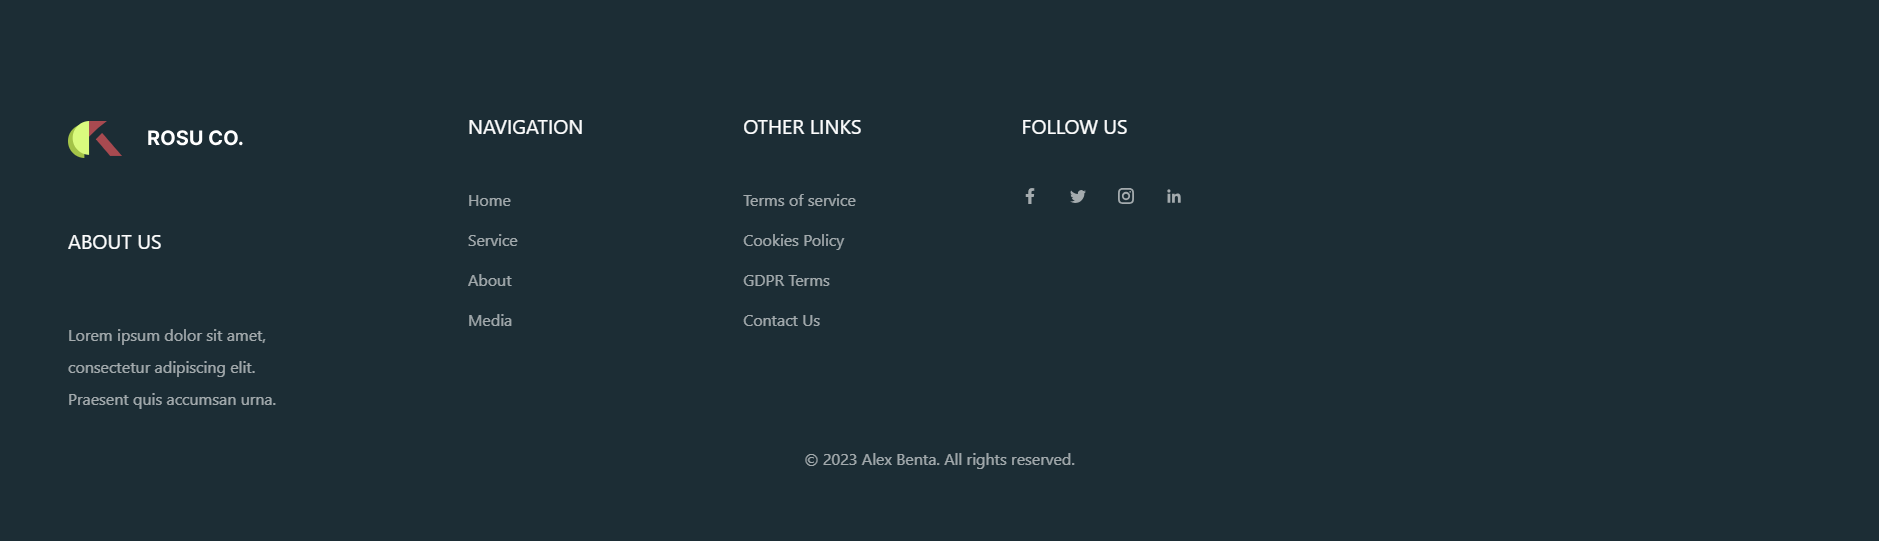 ROSU CO.
ABOUT US
Lorem ipsum dolor sit amet,
consectetur adipiscing elit.
Praesent quis accumsan urna.
NAVIGATION
Home
Service
About
Media
OTHER LINKS
Terms of service
Cookies Policy
GDPR Terms
Contact Us
FOLLOW US
© 2023 Alex Benta. All rights reserved.